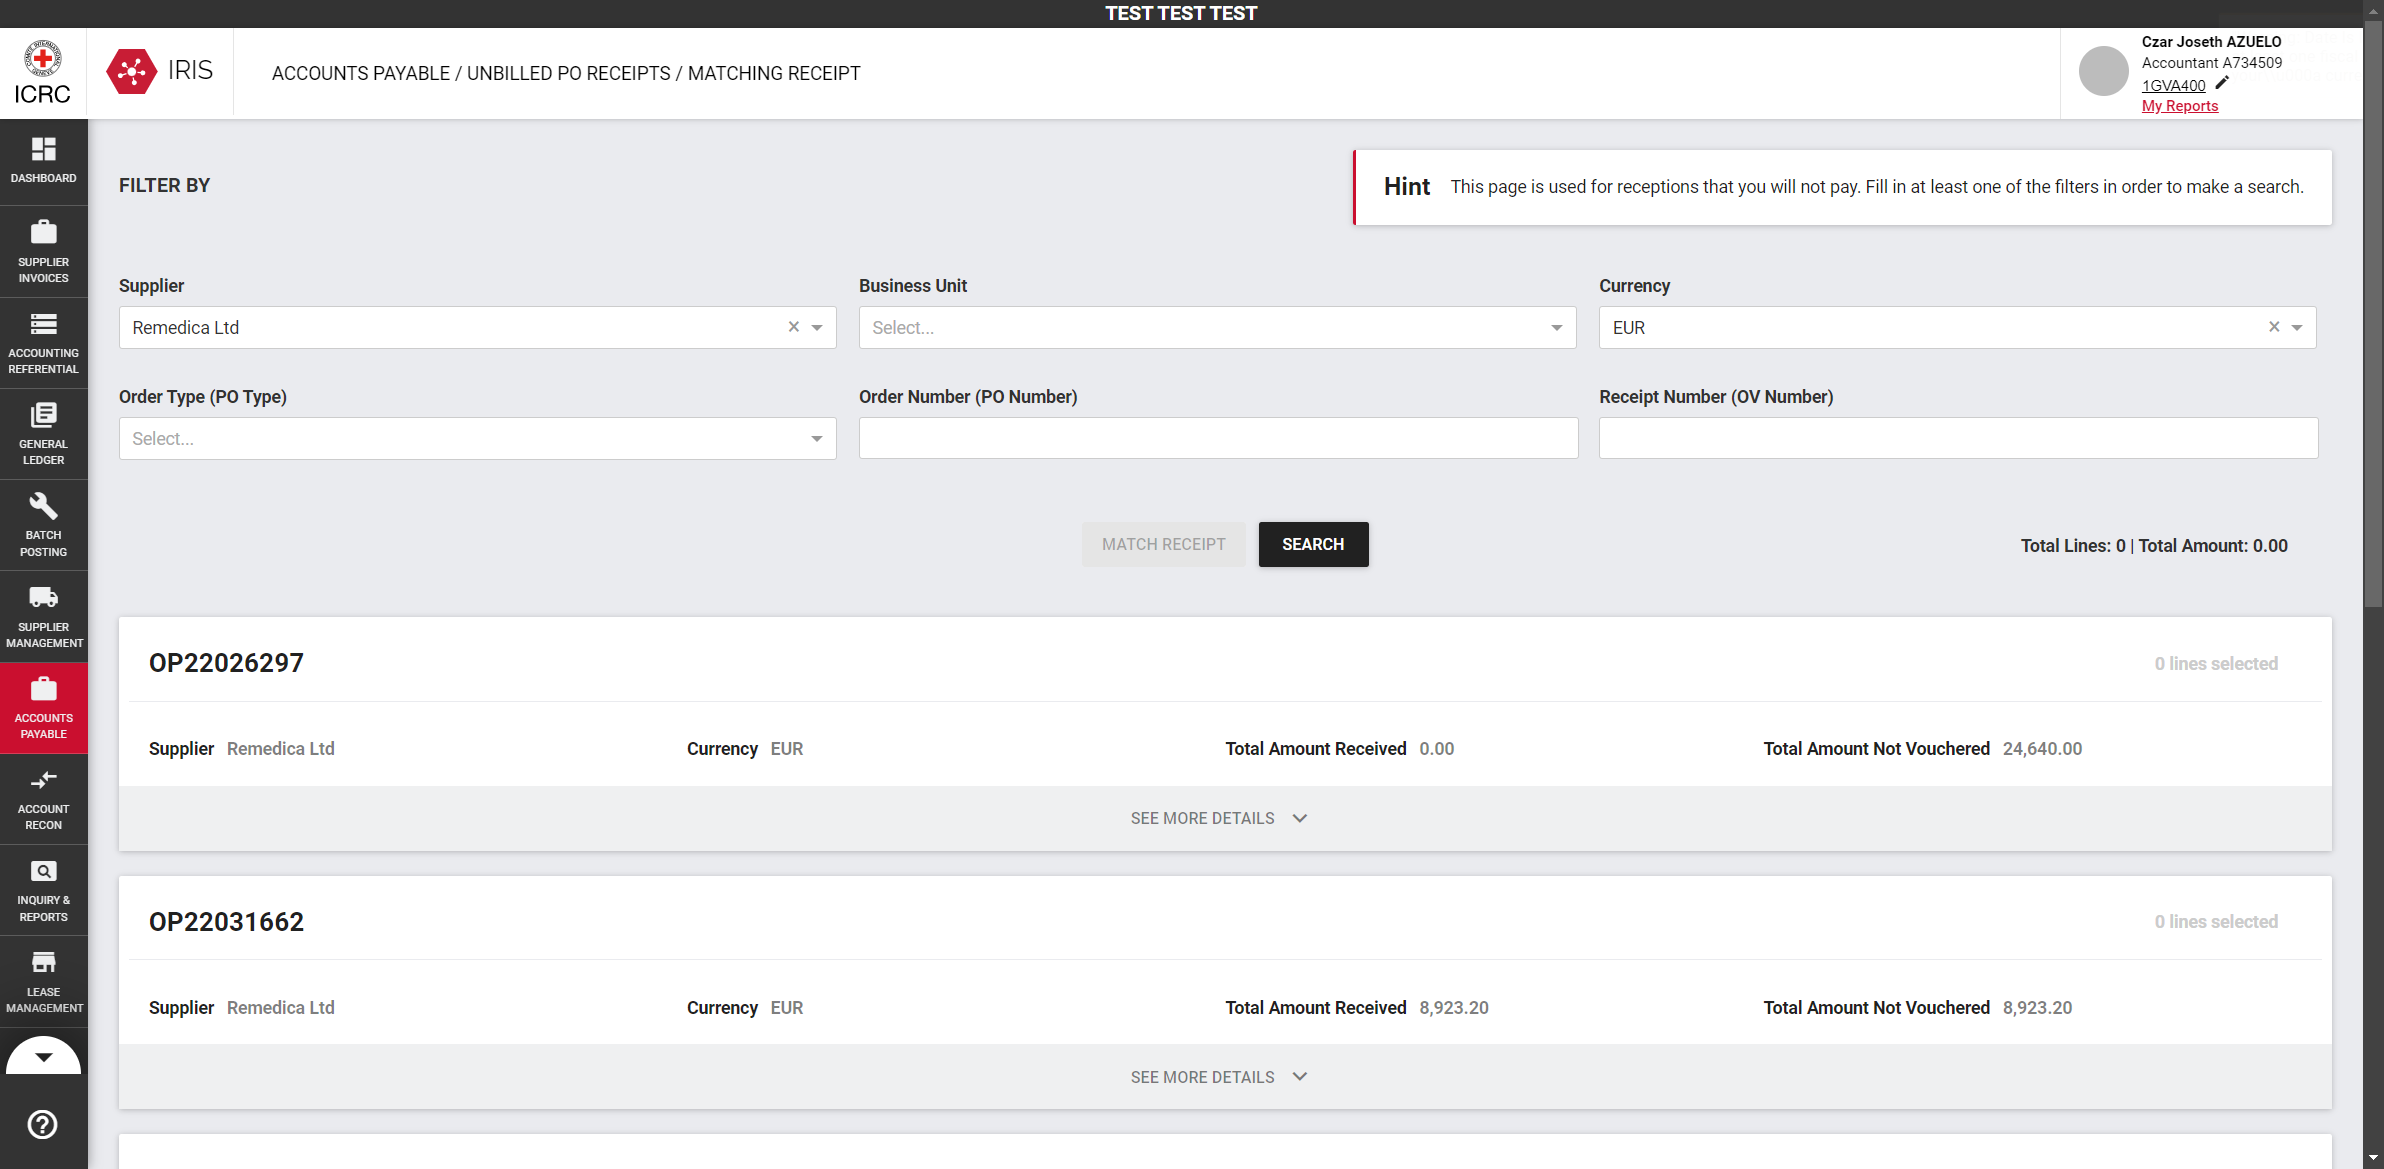 TEST TEST TEST
ICRC
IRIS
ACCOUNTS PAYABLE / UNBILLED PO RECEIPTS / MATCHING RECEIPT
Czar Joseth AZUELO
Accountant A734509
1GVA400
My Reports
DASHBOARD
SUPPLIER
INVOICES
ACCOUNTING
REFERENTIAL
GENERAL
LEDGER
BATCH
POSTING
SUPPLIER
MANAGEMENT
ACCOUNTS
PAYABLE
ACCOUNT
RECON
INQUIRY &
REPORTS
LEASE
MANAGEMENT
FILTER BY
Hint This page is used for receptions that you will not pay. Fill in at least one of the filters in order to make a search.
Supplier Business Unit Currency
Remedica Ltd Select... EUR
Order Type (PO Type) Order Number (PO Number) Receipt Number (OV Number)
Select...
MATCH RECEIPT SEARCH Total Lines: 0 | Total Amount: 0.00
OP22026297 0 lines selected
Supplier Remedica Ltd Currency EUR Total Amount Received 0.00 Total Amount Not Vouchered 24,640.00
SEE MORE DETAILS
OP22031662 0 lines selected
Supplier Remedica Ltd Currency EUR Total Amount Received 8,923.20 Total Amount Not Vouchered 8,923.20
SEE MORE DETAILS